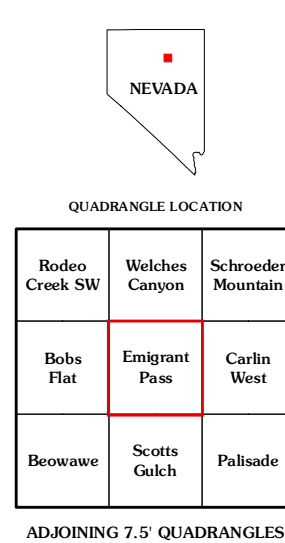 NEVADA
QUADRANGLE LOCATION
Rodeo
Creek SW
Welches
Canyon
Schroeder
Mountain
Bobs
Flat
Emigrant
Pass
Carlin
West
Beowawe
Scotts
Gulch
Palisade
ADJOINING 7.5' QUADRANGLES